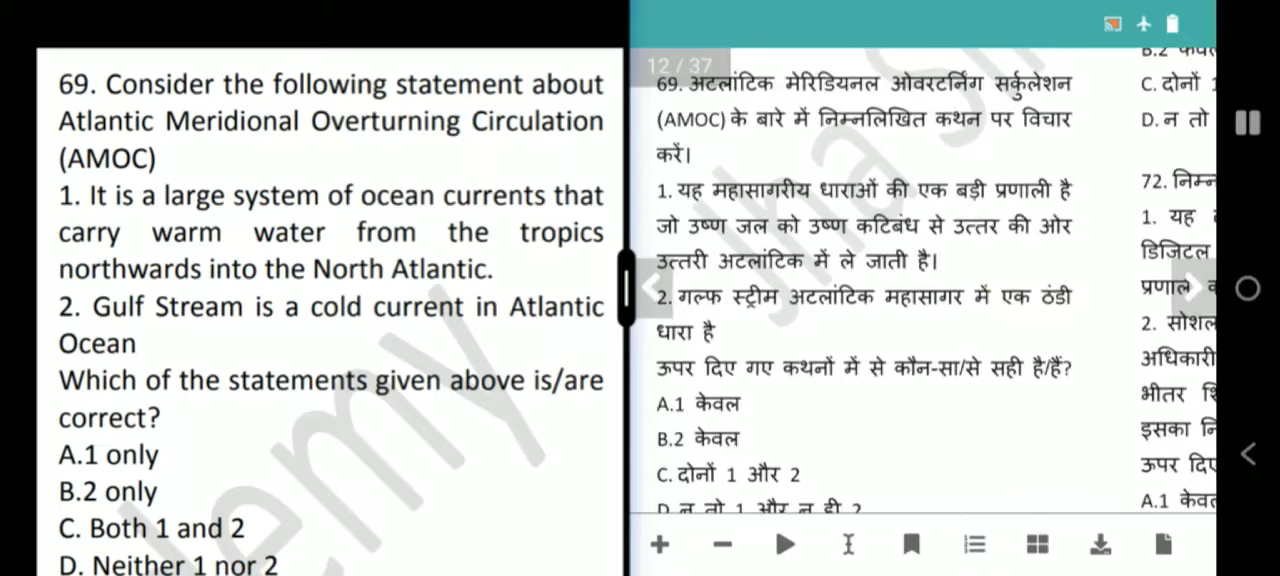 69. Consider the following statement about
Atlantic Meridional Overturning Circulation
(AMOC)
1. It is a large system of ocean currents that
carry warm water from the tropics
northwards into the North Atlantic.
2. Gulf Stream is a cold current in Atlantic
Ocean
Which of the statements given above is/are
correct?
A.1 only
B.2 only
C. Both 1 and 2
D. Neither 1 nor 2
12 / 37
69. अटलांटिक मेरिडियनल ओवरटर्निंग सर्कुलेशन
(AMOC) के बारे में निम्नलिखित कथन पर विचार
करें।
1. यह महासागरीय धाराओं की एक बड़ी प्रणाली है
जो उष्ण जल को उष्ण कटिबंध से उत्तर की ओर
उत्तरी अटलांटिक में ले जाती है।
2. गल्फ स्ट्रीम अटलांटिक महासागर में एक ठंडी
धारा है
ऊपर दिए गए कथनों में से कौन-सा/से सही है/हैं?
A.1 केवल
B.2 केवल
C. दोनों 1 और 2
D. न तो 1 और न ही 2
C. दोनों
D. न तो
72.
1. यह
डिजिटल
2.
अधिकारी
भीतर
इसका
ऊपर
A.1